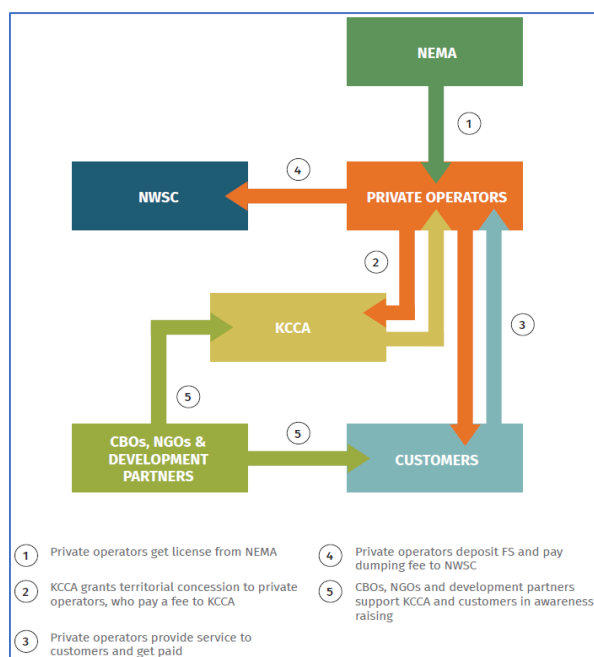 NEMA
1
4
NWSC
PRIVATE OPERATORS
2
KCCA
3
5
5
CBOs, NGOs &
DEVELOPMENT
PARTNERS
CUSTOMERS
1 Private operators get license from NEMA
2 KCCA grants territorial concession to private
operators, who pay a fee to KCCA
3 Private operators provide service to
customers and get paid
4 Private operators deposit FS and pay
dumping fee to NWSC
5 CBOs, NGOs and development partners
support KCCA and customers in awareness
raising